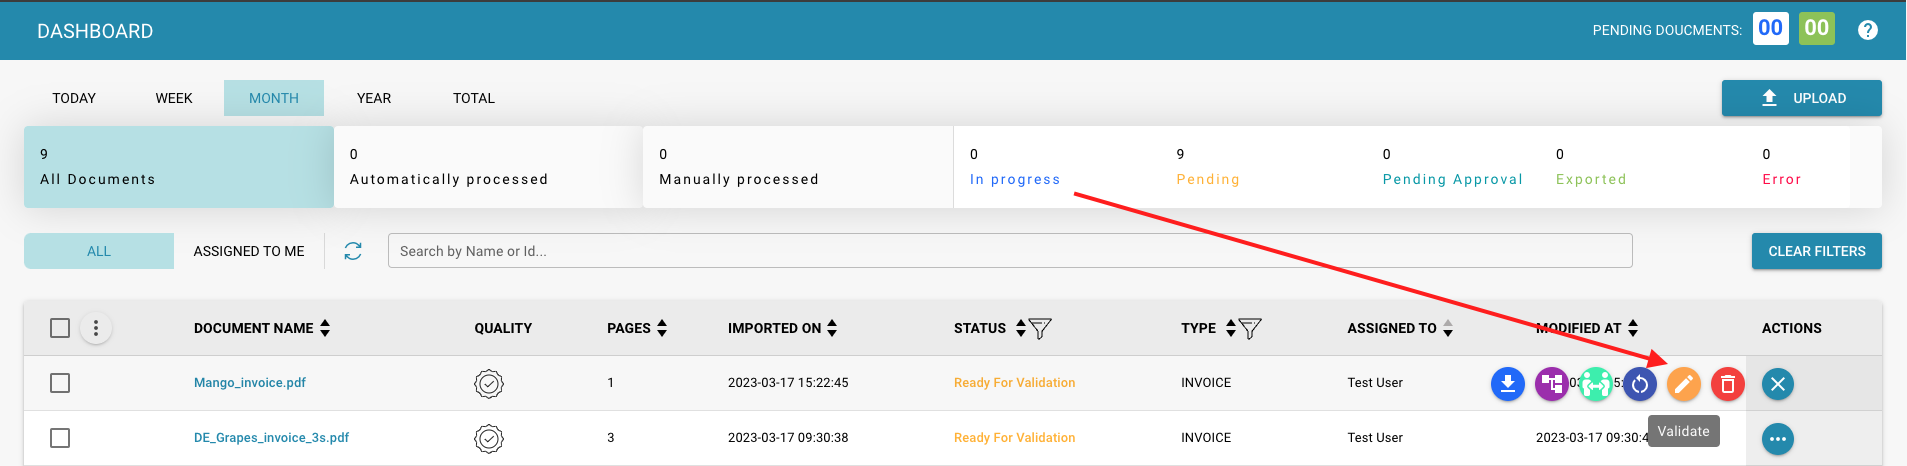 DASHBOARD
PENDING DOUCMENTS: 00 00 ?
TODAY WEEK MONTH YEAR TOTAL
UPLOAD
9 0 0 0 9 0 0 0
All Documents Automatically processed Manually processed In progress Pending Pending Approval Exported Error
ALL ASSIGNED TO ME Search by Name or Id... CLEAR FILTERS
DOCUMENT NAME QUALITY PAGES IMPORTED ON STATUS TYPE ASSIGNED TO MODIFIED AT ACTIONS
Mango_invoice.pdf 1 2023-03-17 15:22:45 Ready For Validation INVOICE Test User
DE_Grapes_invoice_3s.pdf 3 2023-03-17 09:30:38 Ready For Validation INVOICE Test User 2023-03-17 09:30:4
Validate